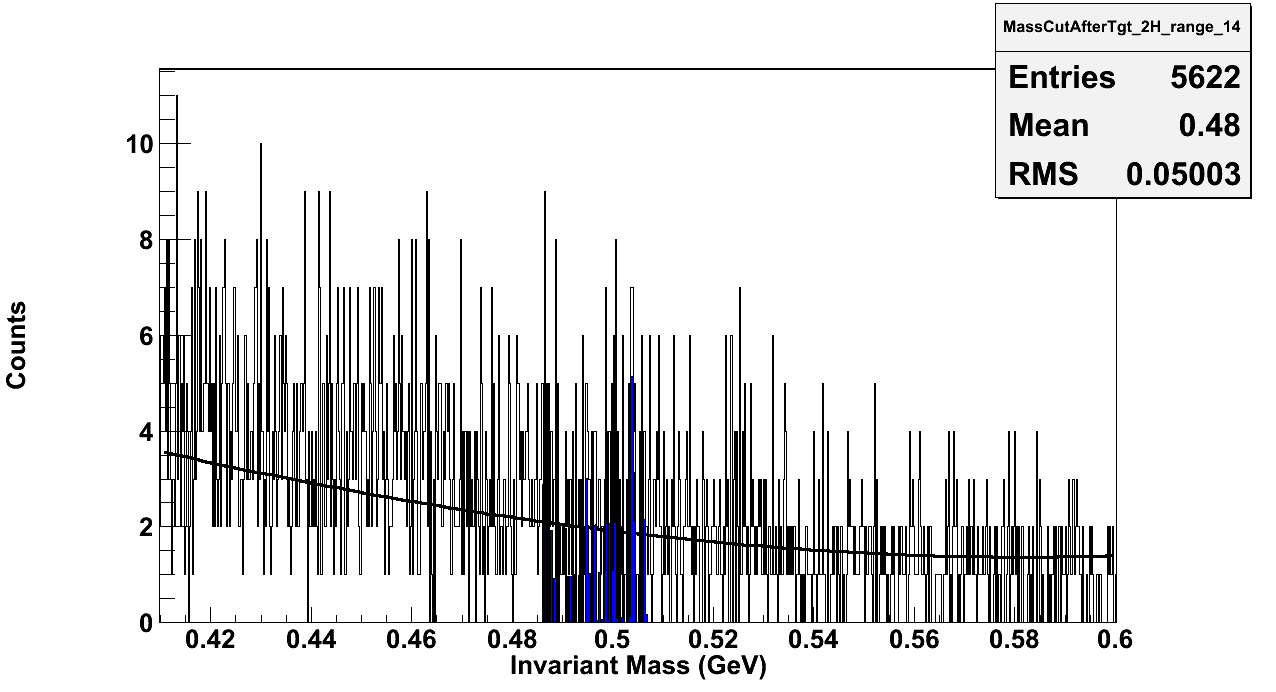 MassCutAfterTgt_2H_range_14
Entries 5622
Mean 0.48
RMS 0.05003
Counts
10
8
6
4
2
0
0.42 0.44 0.46 0.48 0.5 0.52 0.54 0.56 0.58 0.6
Invariant Mass (GeV)